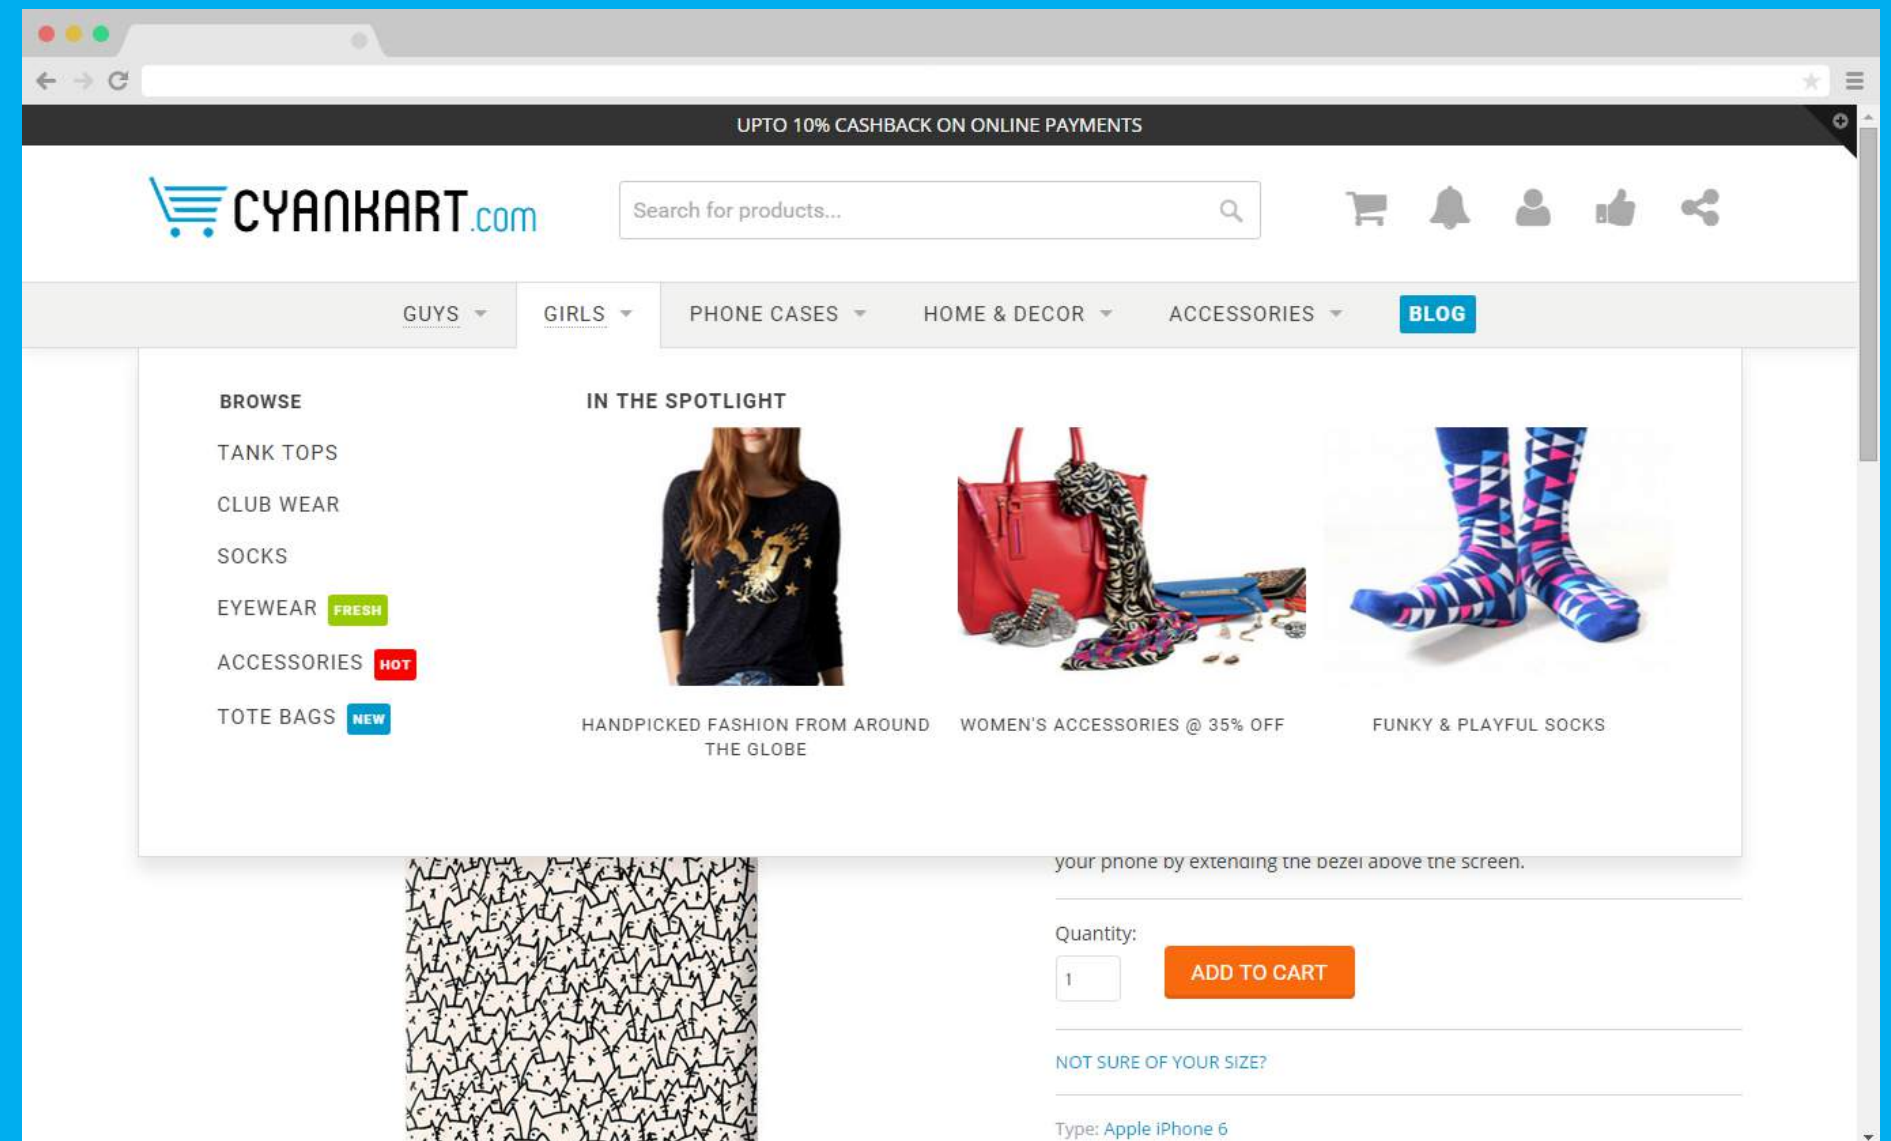 UPTO 10% CASHBACK ON ONLINE PAYMENTS
CYANKART.com
Search for products...
GUYS
GIRLS
PHONE CASES
HOME & DECOR
ACCESSORIES
BLOG
BROWSE
TANK TOPS
CLUB WEAR
SOCKS
EYEWEAR FRESH
ACCESSORIES HOT
TOTE BAGS NEW
IN THE SPOTLIGHT
7
HANDPICKED FASHION FROM AROUND
THE GLOBE
WOMEN'S ACCESSORIES @ 35% OFF
FUNKY & PLAYFUL SOCKS
your phone by extending the bezel above the screen.
Quantity:
1
ADD TO CART
NOT SURE OF YOUR SIZE?
Type: Apple iPhone 6